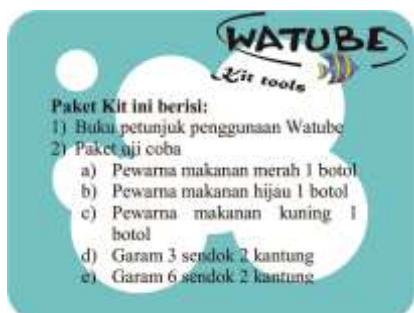 WATUBE
Kit tools
Paket Kit ini berisi:
1) Buku petunjuk penggunaan Watube
2) Paket uji coba
a) Pewarna makanan merah 1 botol
b) Pewarna makanan hijau 1 botol
c) Pewarna makanan kuning 1
botol
d) Garam 3 sendok 2 kantung
e) Garam 6 sendok 2 kantung